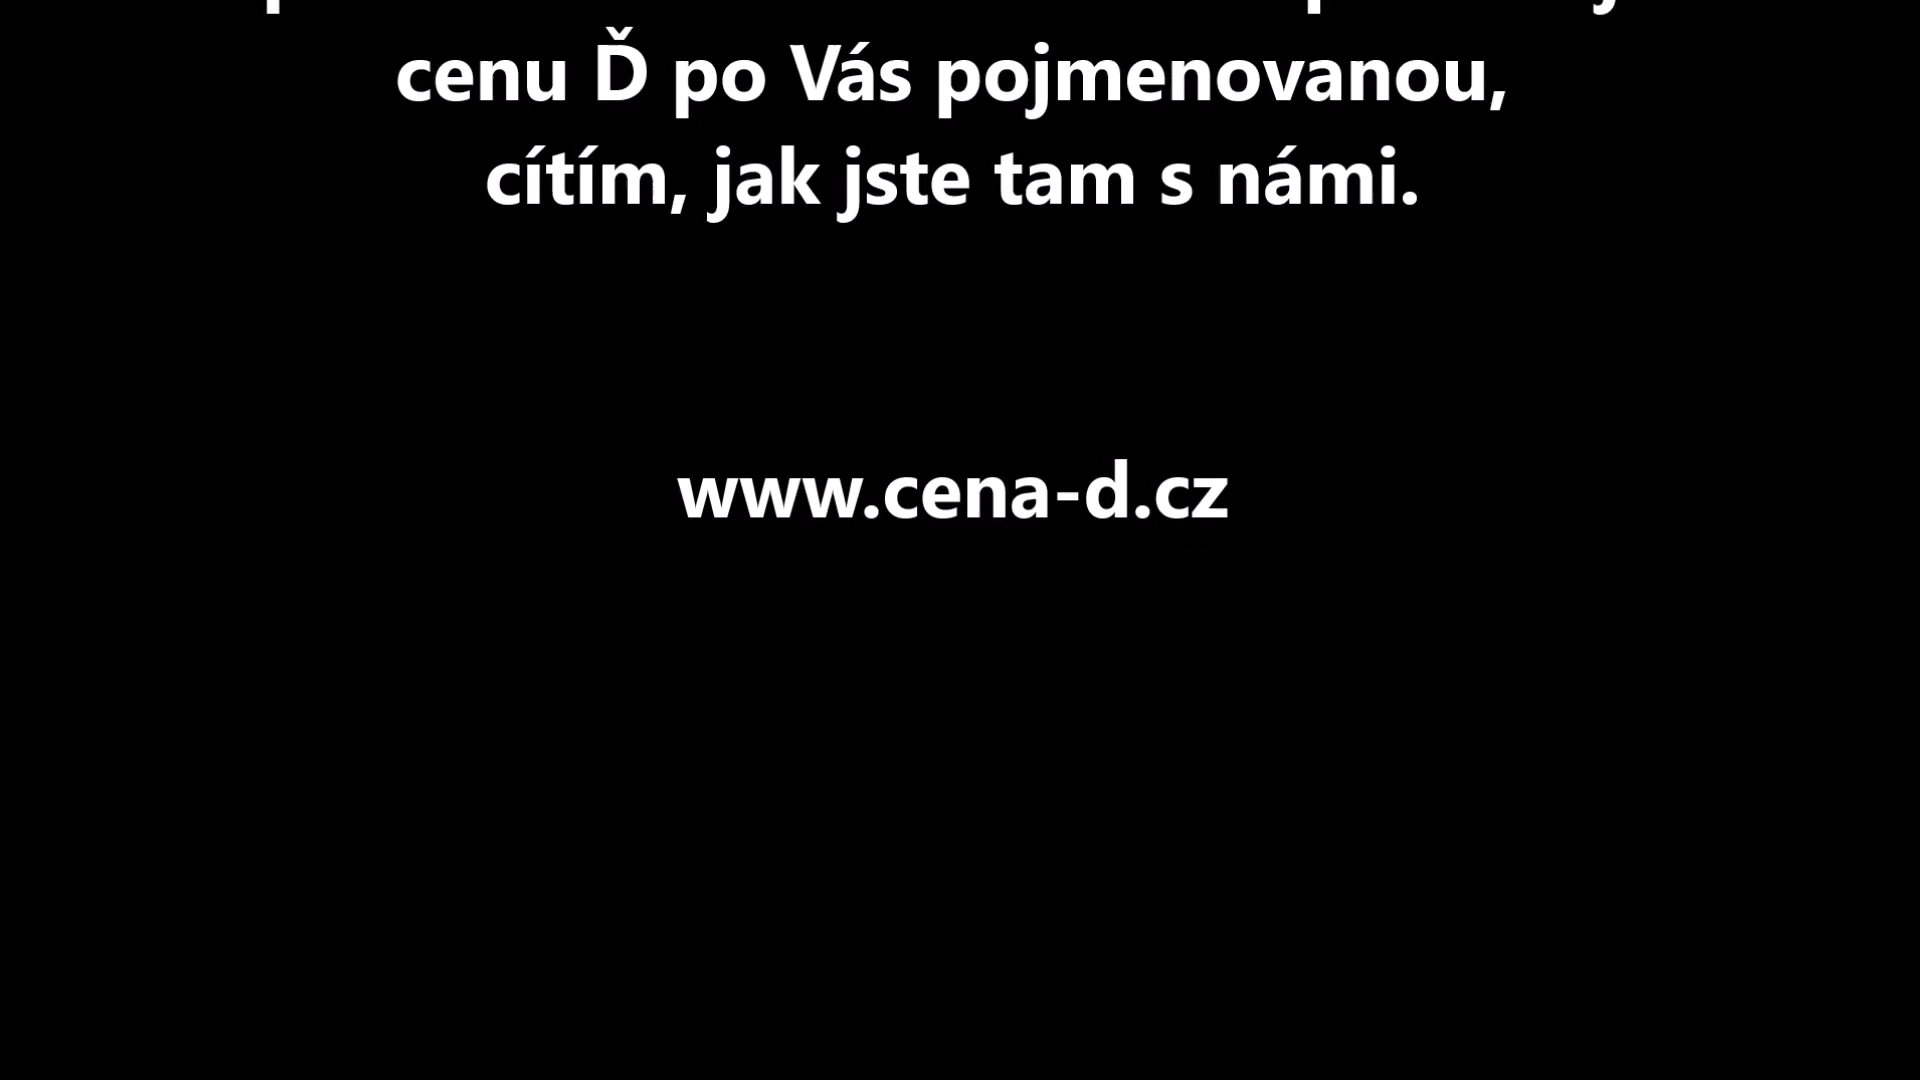 cenu Ď po Vás pojmenovanou,
cítím, jak jste tam s námi.
www.cena-d.cz